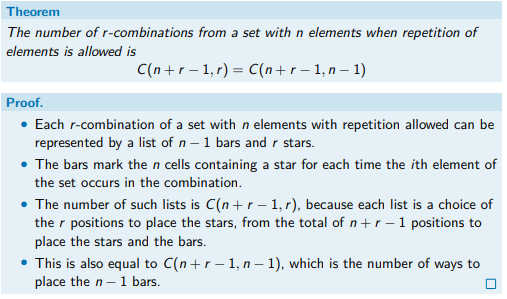 Theorem
The number of r-combinations from a set with n elements when repetition of
elements is allowed is
C(n + r − 1, r) = C(n + r − 1, n − 1)
Proof.
• Each r-combination of a set with n elements with repetition allowed can be
represented by a list of n − 1 bars and r stars.
• The bars mark the n cells containing a star for each time the ith element of
the set occurs in the combination.
• The number of such lists is C(n + r − 1, r), because each list is a choice of
the r positions to place the stars, from the total of n + r − 1 positions to
place the stars and the bars.
• This is also equal to C(n + r − 1, n − 1), which is the number of ways to
place the n − 1 bars. □